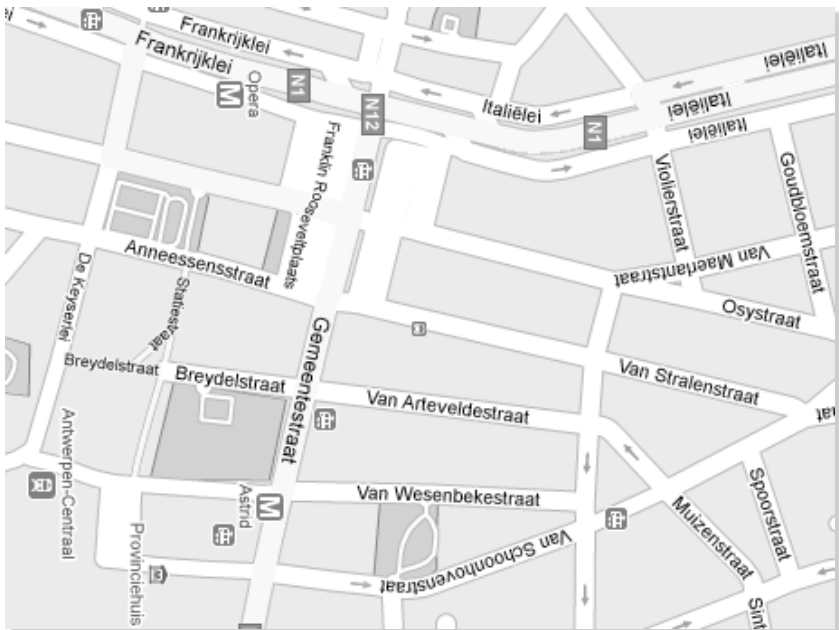 Frankrijklei
Frankrijklei
Opera
M
N1
N12
Italiëlei
Italiëlei
Italiëlei
Italiëlei
N1
Franklin Rooseveltplaats
Violierstraat
Goudbloemstraat
Van Maerlantstraat
Anneessensstraat
De Keyserlei
Statiestraat
Osystraat
Gemeentestraat
Breydelstraat
Breydelstraat
Van Stralenstraat
Van Arteveldestraat
Antwerpen-Centraal
Astrid
M
Van Wesenbekestraat
Muizenstraat
Spoorstraat
Van Schoonhovenstraat
Provinciehuis
Sint